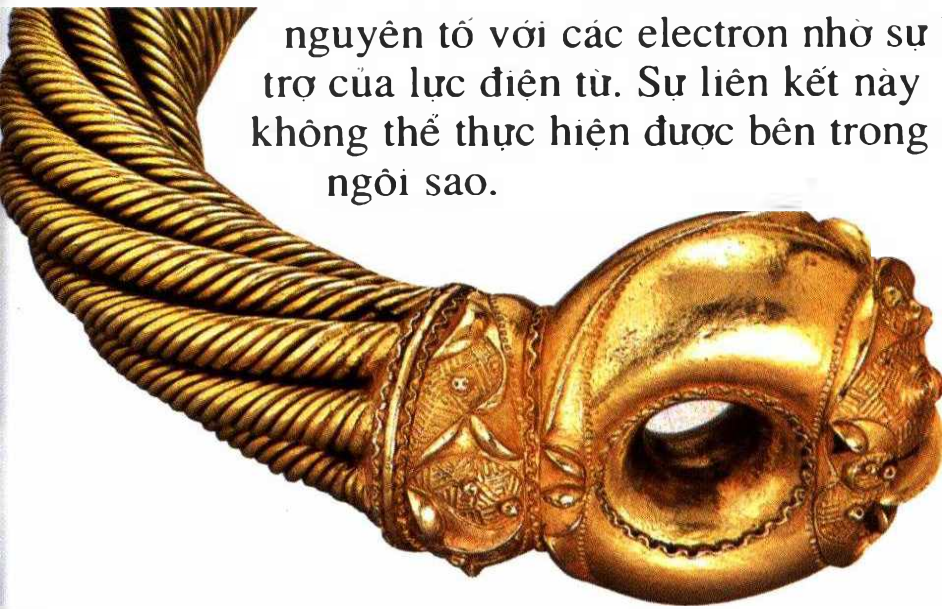 nguyên tố với các electron nhờ sự
trợ của lực điện từ. Sự liên kết này
không thể thực hiện được bên trong
ngôi sao.